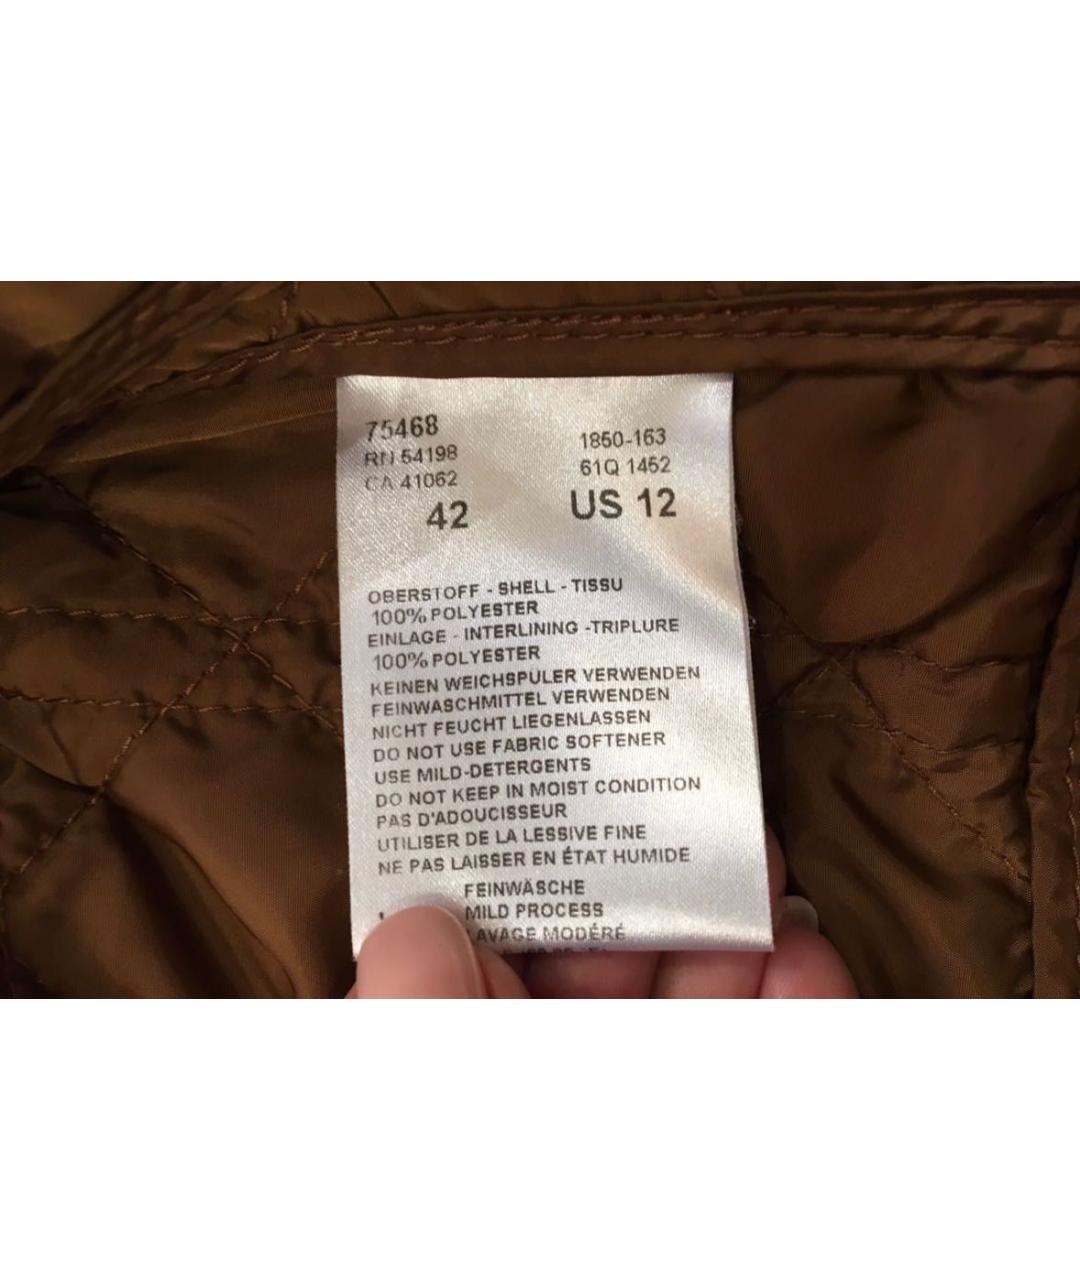 75468
RN 54198
CA 41062
42
1850-163
61Q 1452
US 12
OBERSTOFF - SHELL - TISSU
100% POLYESTER
EINLAGE - INTERLINING -TRIPLURE
100% POLYESTER
KEINEN WEICHSPULER VERWENDEN
FEINWASCHMITTEL VERWENDEN
NICHT FEUCHT LIEGENLASSEN
DO NOT USE FABRIC SOFTENER
USE MILD-DETERGENTS
DO NOT KEEP IN MOIST CONDITION
PAS D'ADOUCISSEUR
UTILISER DE LA LESSIVE FINE
NE PAS LAISSER EN ÉTAT HUMIDE
FEINWÄSCHE
MILD PROCESS
LAVAGE MODÉRÉ